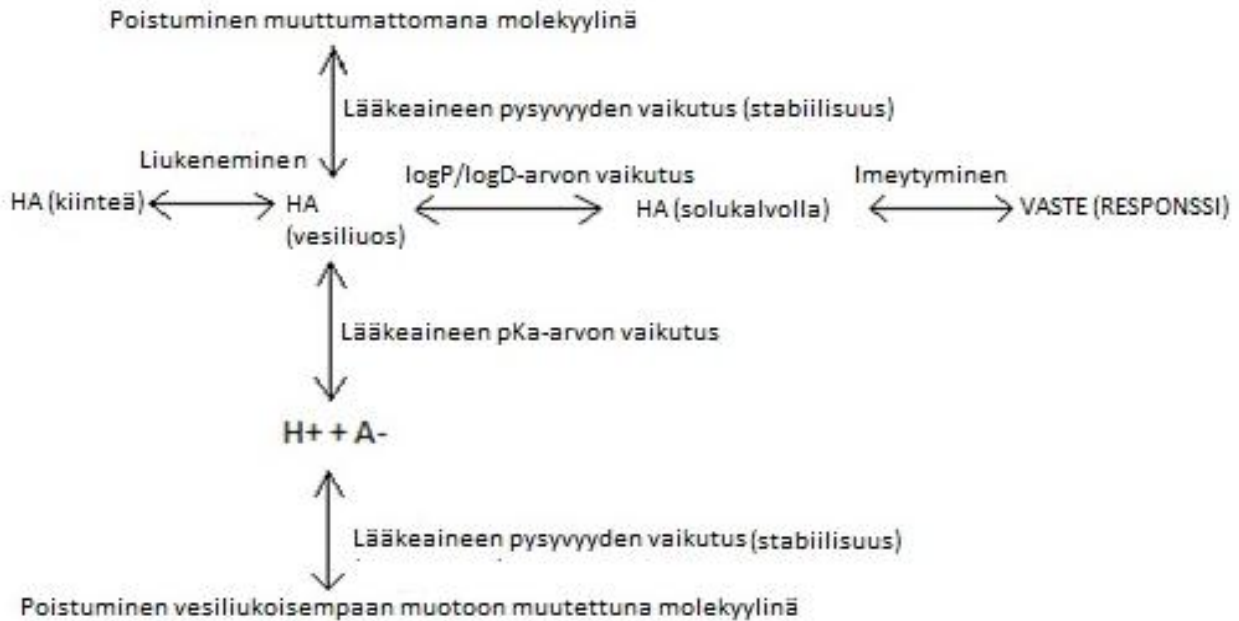 Poistuminen muuttumattomana molekyylinä
Lääkeaineen pysyvyyden vaikutus (stabiilisuus)
Liukeneminen
logP/logD-arvon vaikutus
Imeytyminen
HA (kiinteä)
HA
(vesiliuos)
HA (solukalvolla)
VASTE (RESPONSSI)
Lääkeaineen pKa-arvon vaikutus
H+ + A-
Lääkeaineen pysyvyyden vaikutus (stabiilisuus)
Poistuminen vesiliukoisempaan muotoon muutettuna molekyylinä